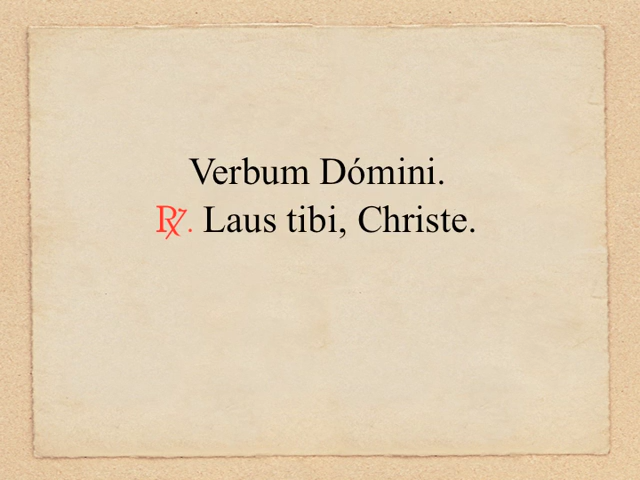 Verbum Dómini.
℟. Laus tibi, Christe.